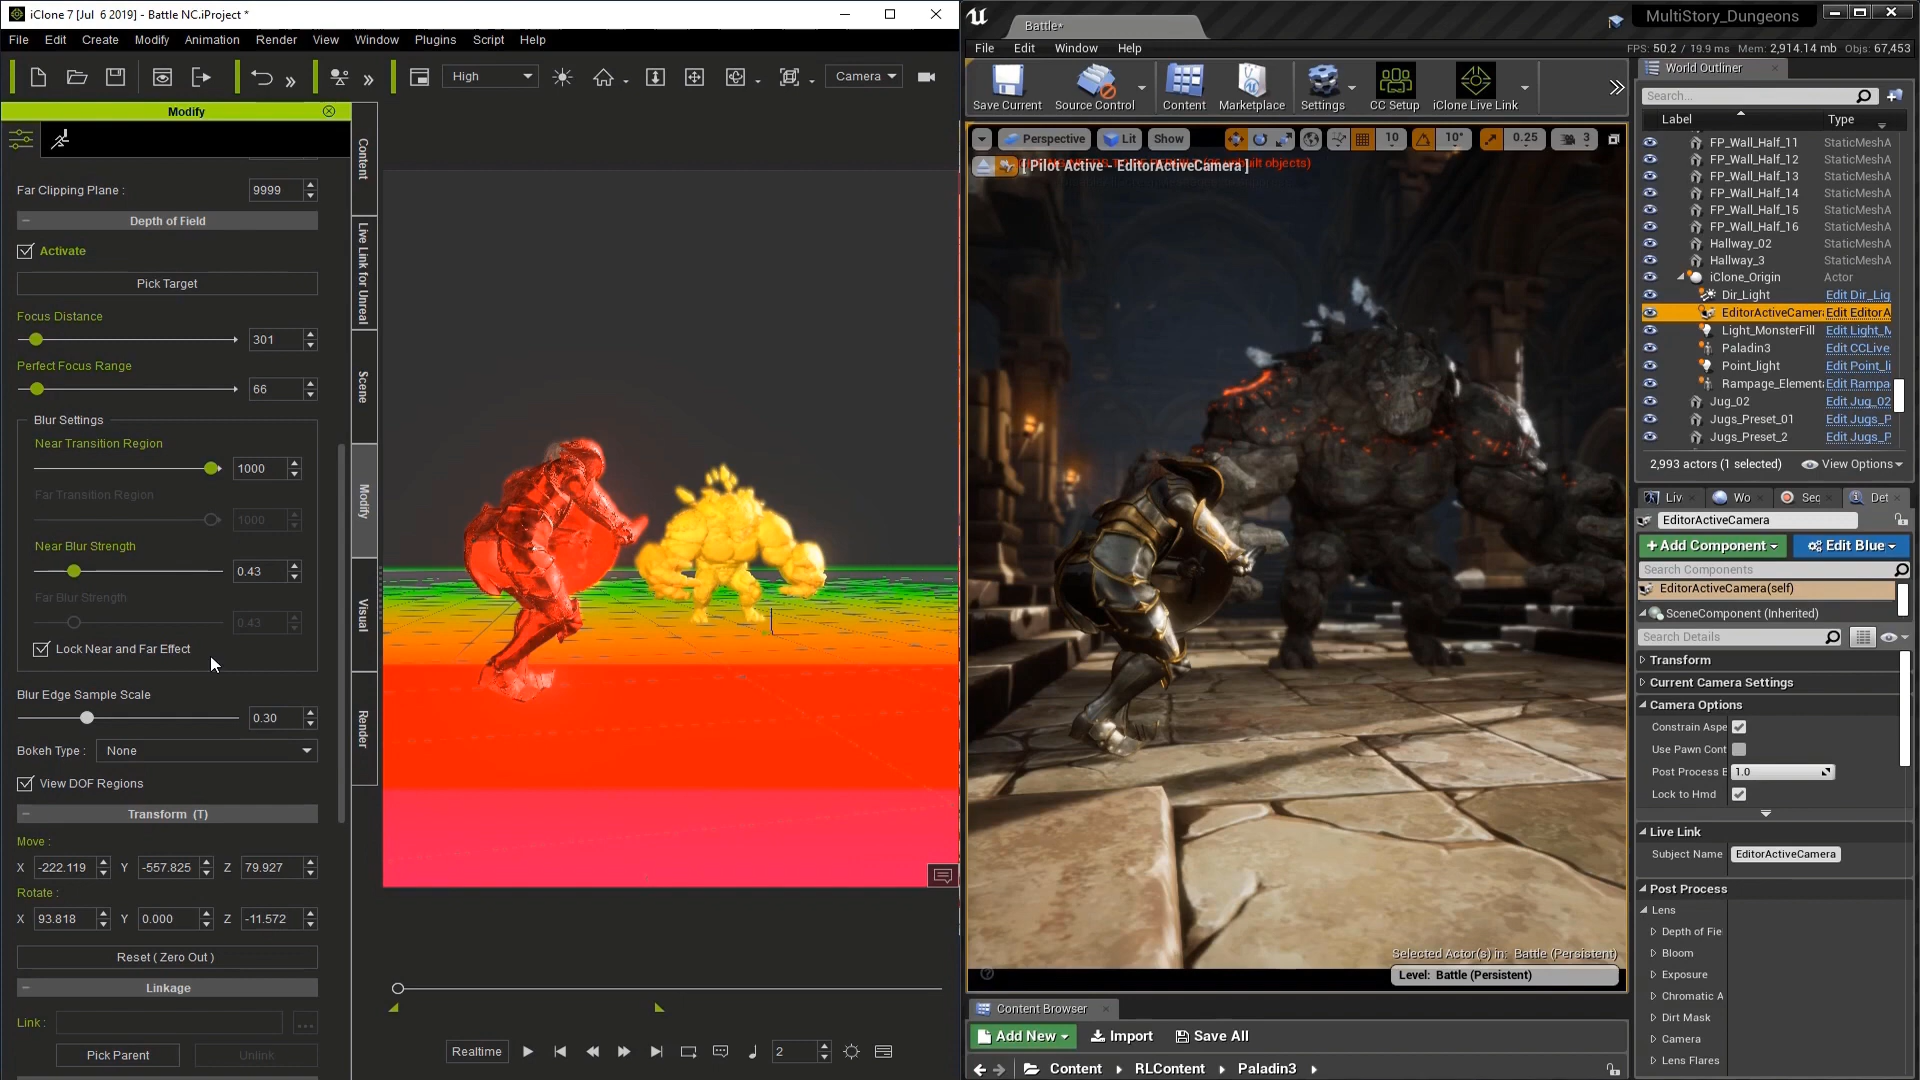 iClone 7 [Jul 6 2019] - Battle NC.iProject *
File Edit Create Modify Animation Render View Window Plugins Script Help
High
Camera
Modify
Far Clipping Plane : 9999
Depth of Field
Activate
Pick Target
Focus Distance
301
Perfect Focus Range
66
Blur Settings
Near Transition Region
1000
Far Transition Region
1000
Near Blur Strength
0.43
Far Blur Strength
0.43
Lock Near and Far Effect
Blur Edge Sample Scale
0.30
Bokeh Type : None
View DOF Regions
Transform (T)
Move :
X -222.119 Y -557.825 Z 79.927
Rotate :
X 93.818 Y 0.000 Z -11.572
Reset ( Zero Out )
Linkage
Link : ...
Pick Parent Unlink
Content
Live Link for Unreal
Scene
Modify
Visual
Render
Realtime 2
Battle*
MultiStory_Dungeons
File Edit Window Help
FPS: 50.2 / 19.9 ms Mem: 2,914.14 mb Objs: 67,453
Save Current Source Control Content Marketplace Settings CC Setup iClone Live Link
Perspective Lit Show 10 10° 0.25 3
[ Pilot Active - EditorActiveCamera ] objects)
Selected Actor(s) in: Battle (Persistent)
Level: Battle (Persistent)
Content Browser
Add New Import Save All
Content RLContent Paladin3
World Outliner
Search...
Label Type
FP_Wall_Half_11 StaticMeshA
FP_Wall_Half_12 StaticMeshA
FP_Wall_Half_13 StaticMeshA
FP_Wall_Half_14 StaticMeshA
FP_Wall_Half_15 StaticMeshA
FP_Wall_Half_16 StaticMeshA
Hallway_02 StaticMeshA
Hallway_3 StaticMeshA
iClone_Origin Actor
Dir_Light Edit Dir_Lig
EditorActiveCamer Edit EditorA
Light_MonsterFill Edit Light_M
Paladin3 Edit CCLive
Point_light Edit Point_li
Rampage_Element Edit Rampa
Jug_02 Edit Jug_02
Jugs_Preset_01 Edit Jugs_P
Jugs_Preset_2 Edit Jugs_P
2,993 actors (1 selected) View Options
Liv Wo Sec Det
EditorActiveCamera
+ Add Component Edit Blue
Search Components
EditorActiveCamera(self)
SceneComponent (Inherited)
Search Details
Transform
Current Camera Settings
Camera Options
Constrain Aspe
Use Pawn Cont
Post Process B 1.0
Lock to Hmd
Live Link
Subject Name EditorActiveCamera
Post Process
Lens
Depth of Fie
Bloom
Exposure
Chromatic A
Dirt Mask
Camera
Lens Flares